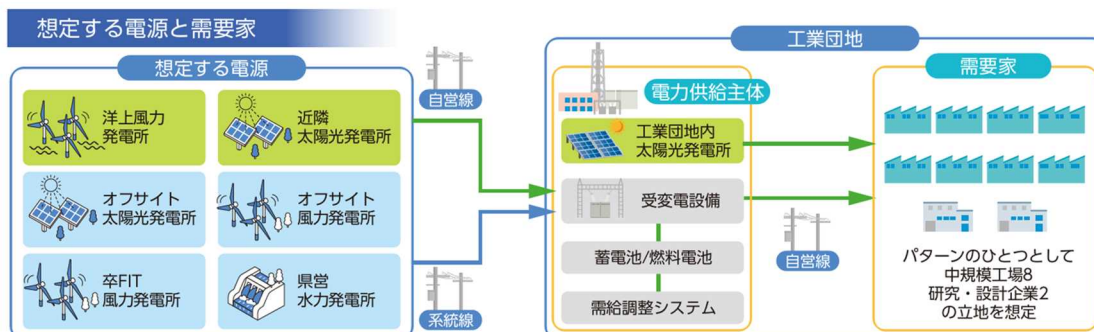 想定する電源と需要家
想定する電源
洋上風力
発電所
近隣
太陽光発電所
オフサイト
太陽光発電所
オフサイト
風力発電所
卒FIT
風力発電所
県営
水力発電所
自営線
系統線
工業団地
電力供給主体
工業団地内
太陽光発電所
受変電設備
蓄電池/燃料電池
需給調整システム
自営線
需要家
パターンのひとつとして
中規模工場8
研究・設計企業2
の立地を想定